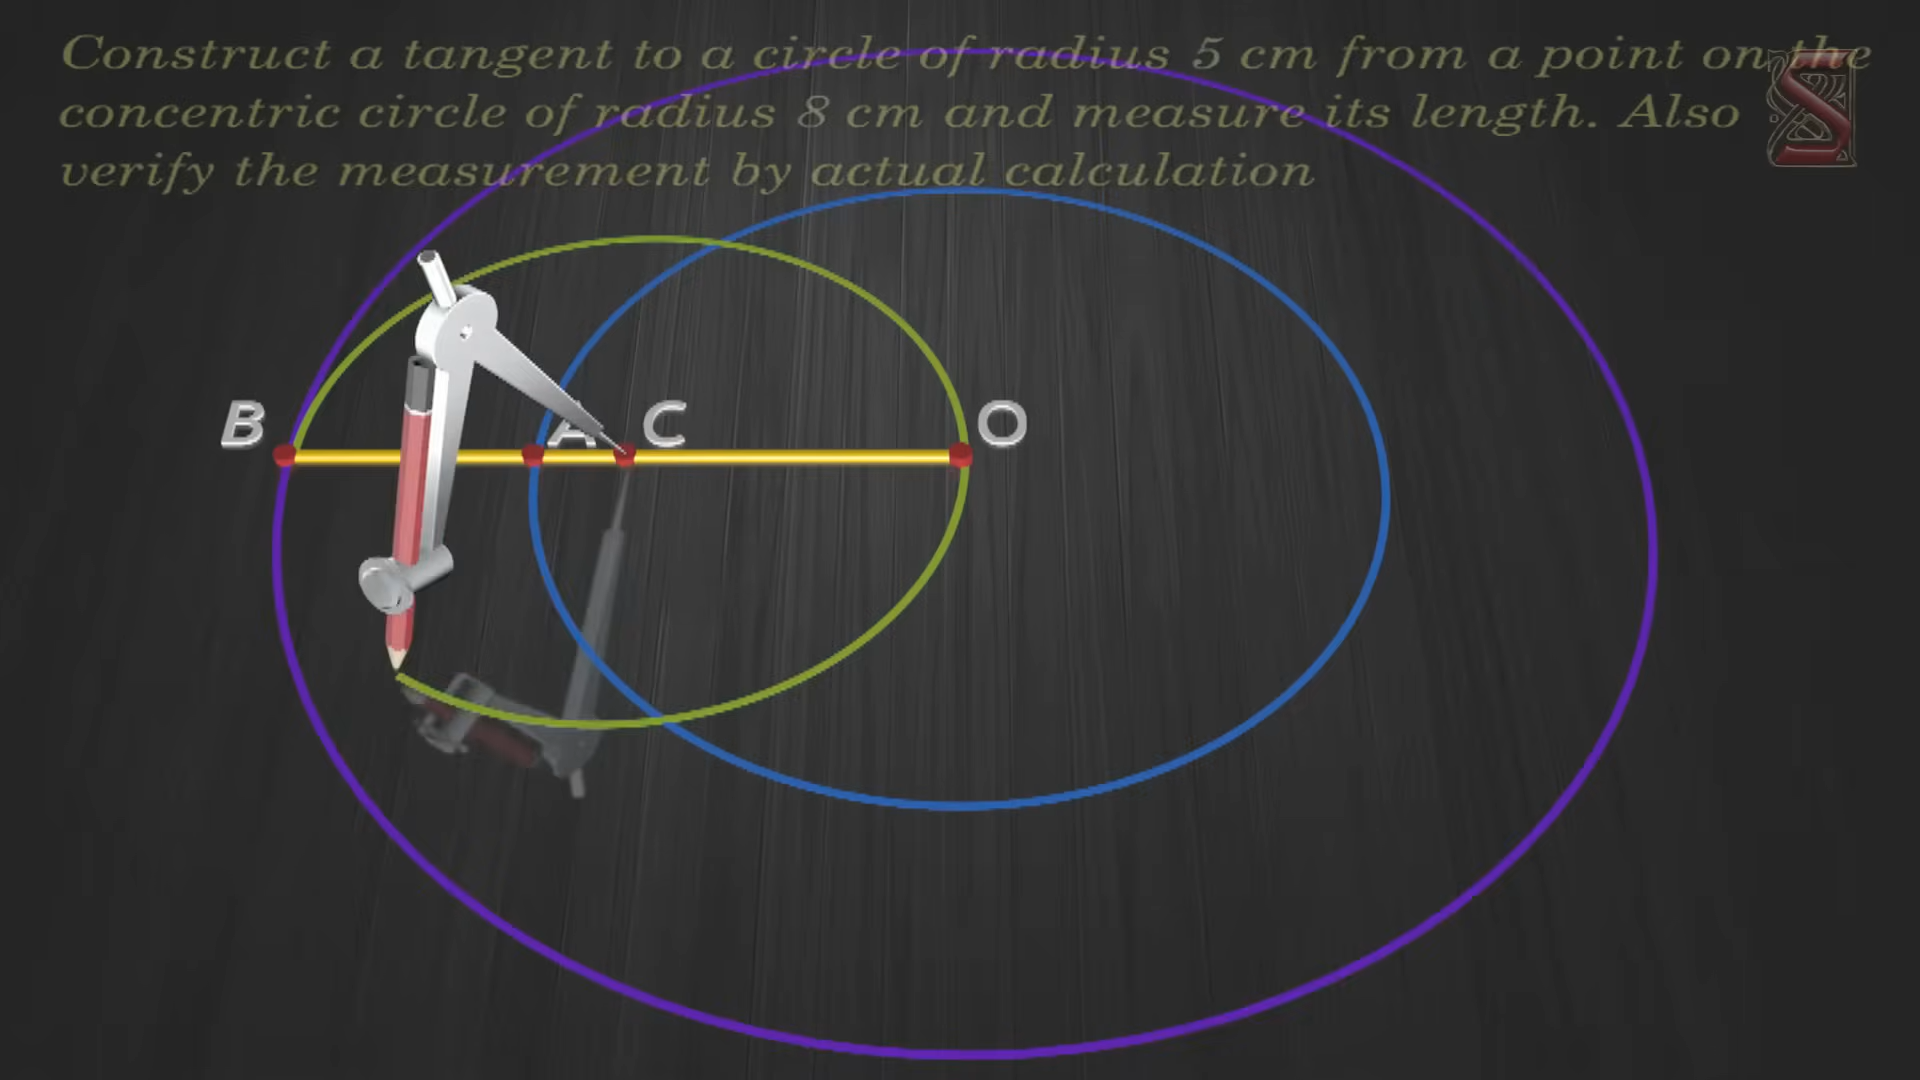 Construct a tangent to a circle of radius 5 cm from a point on the
concentric circle of radius 8 cm and measure its length. Also
verify the measurement by actual calculation
B A C O
S